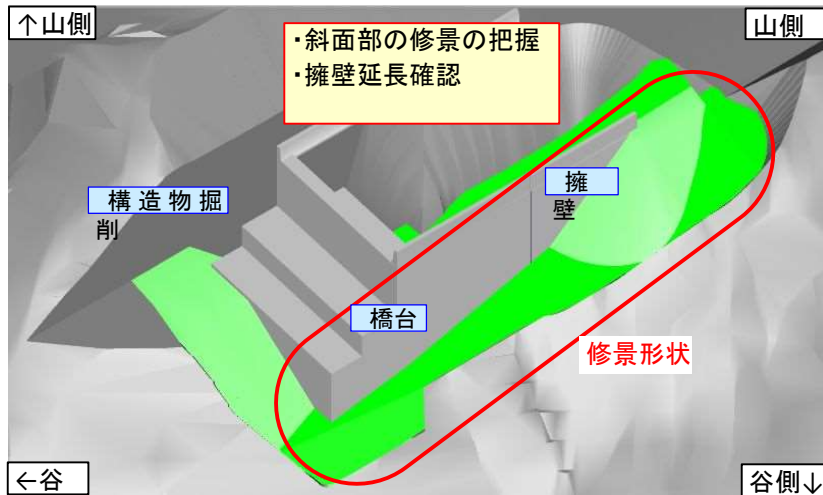 ↑山側
山側
・斜面部の修景の把握
・擁壁延長確認
構造物掘
削
擁
壁
橋台
修景形状
←谷
谷側↓